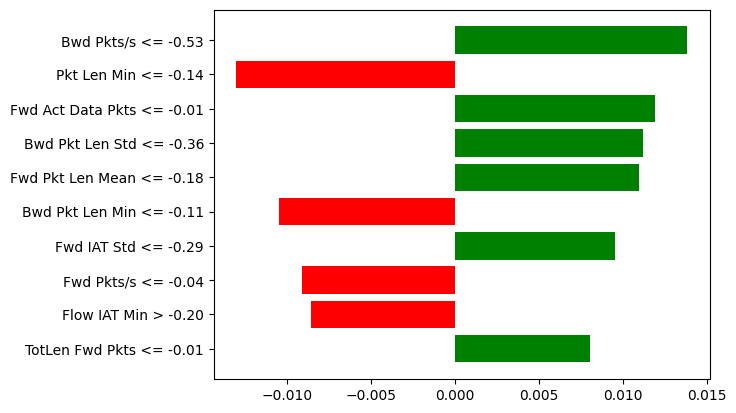 Bwd Pkts/s <= -0.53
Pkt Len Min <= -0.14
Fwd Act Data Pkts <= -0.01
Bwd Pkt Len Std <= -0.36
Fwd Pkt Len Mean <= -0.18
Bwd Pkt Len Min <= -0.11
Fwd IAT Std <= -0.29
Fwd Pkts/s <= -0.04
Flow IAT Min > -0.20
TotLen Fwd Pkts <= -0.01
−0.010 −0.005 0.000 0.005 0.010 0.015